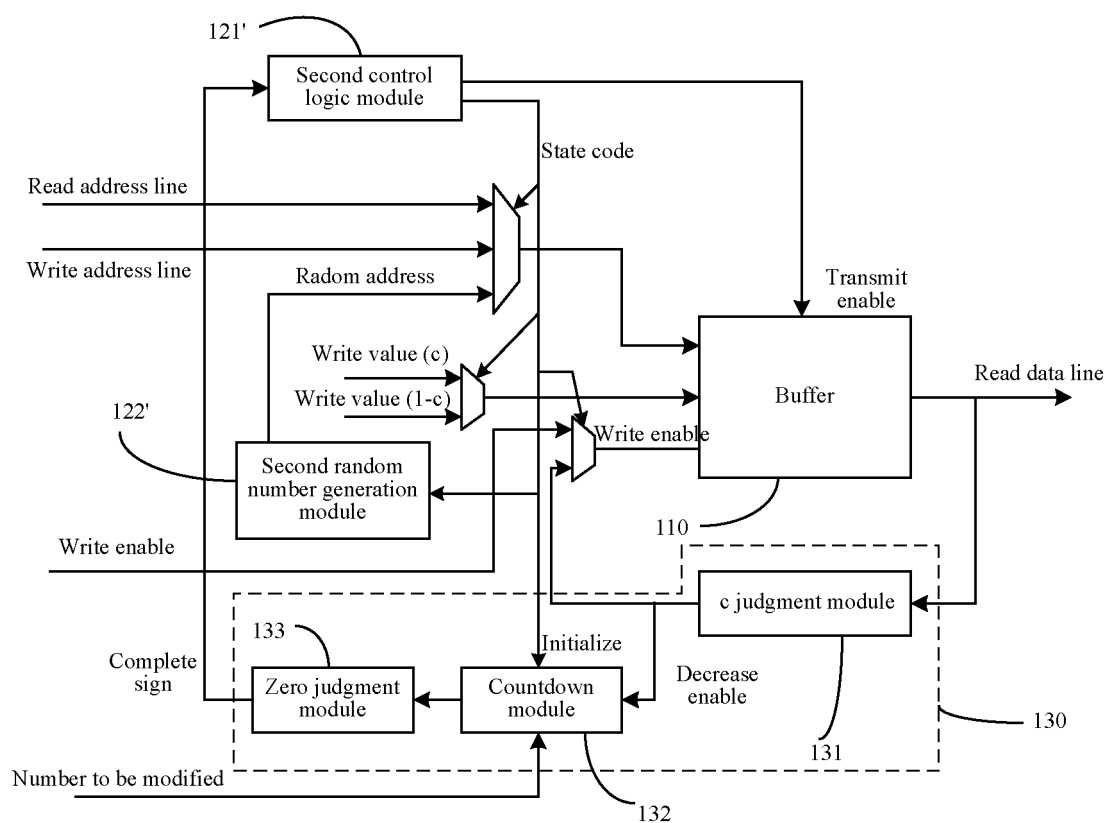 121'
Second control
logic module
State code
Read address line
Write address line
Radom address
Transmit
enable
Write value (c)
Write value (1-c)
Buffer
Read data line
122'
Write enable
Second random
number generation
module
110
Write enable
c judgment module
133
Initialize
Complete
sign
Zero judgment
module
Countdown
module
Decrease
enable
130
131
Number to be modified
132